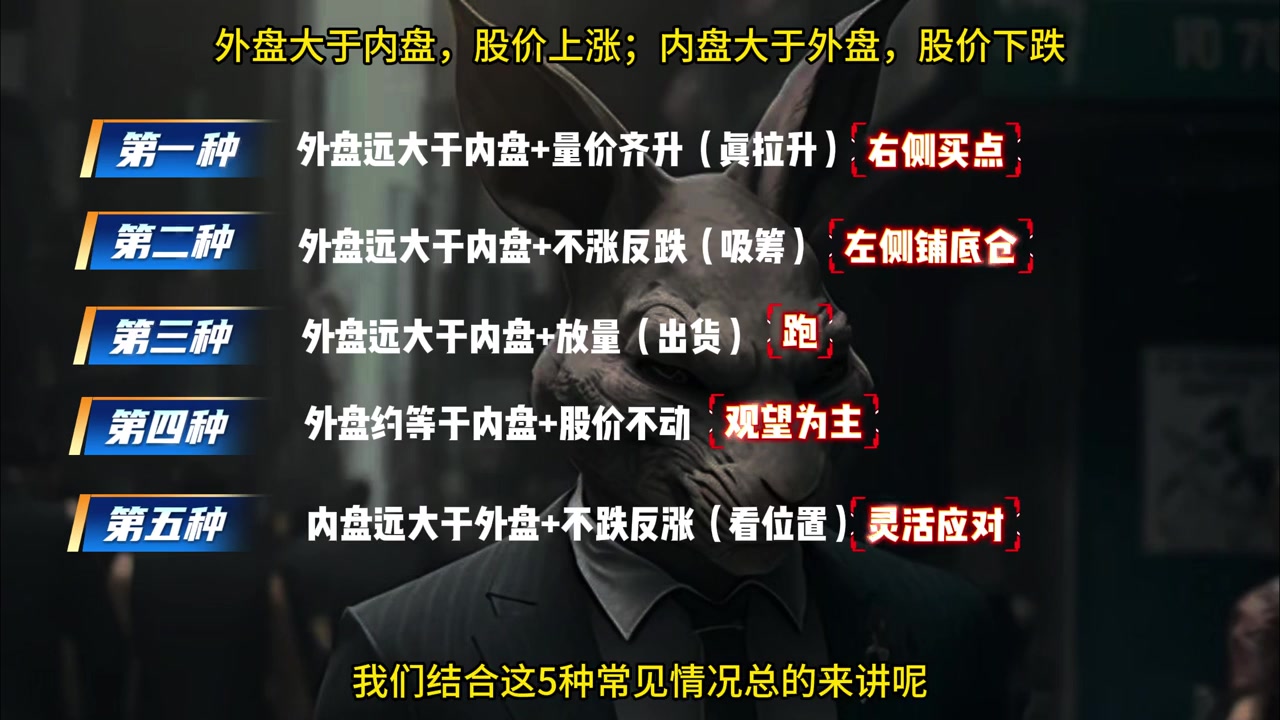 外盘大于内盘，股价上涨；内盘大于外盘，股价下跌
第一种 外盘远大于内盘+量价齐升（真拉升） 右侧买点
第二种 外盘远大于内盘+不涨反跌（吸筹） 左侧铺底仓
第三种 外盘远大于内盘+放量（出货） 跑
第四种 外盘约等于内盘+股价不动 观望为主
第五种 内盘远大于外盘+不跌反涨（看位置） 灵活应对
我们结合这5种常见情况总的来讲呢